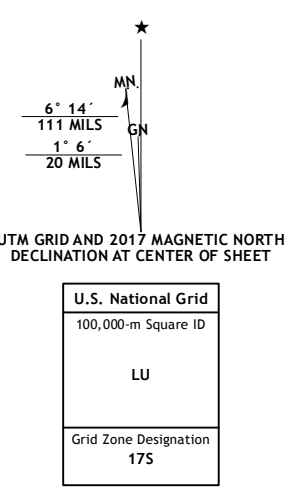 ★
MN.
6° 14´
111 MILS
GN
1° 6´
20 MILS
UTM GRID AND 2017 MAGNETIC NORTH
DECLINATION AT CENTER OF SHEET
U.S. National Grid
100,000-m Square ID
LU
Grid Zone Designation
17S